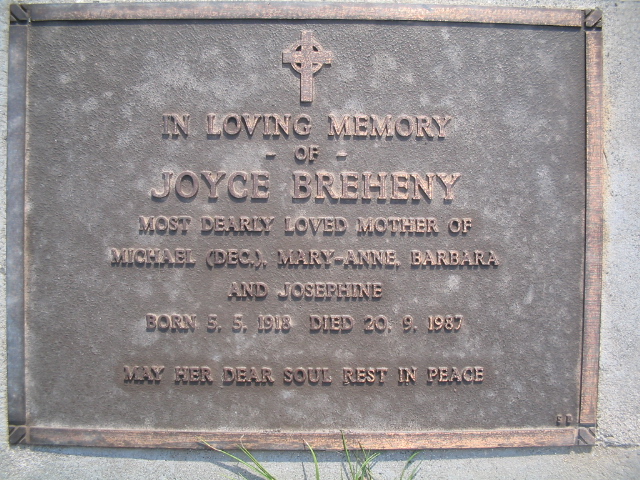 IN LOVING MEMORY
- OF -
JOYCE BREHENY
MOST DEARLY LOVED MOTHER OF
MICHAEL (DEC.), MARY-ANNE, BARBARA
AND JOSEPHINE
BORN 5. 5. 1918 DIED 20. 9. 1987
MAY HER DEAR SOUL REST IN PEACE